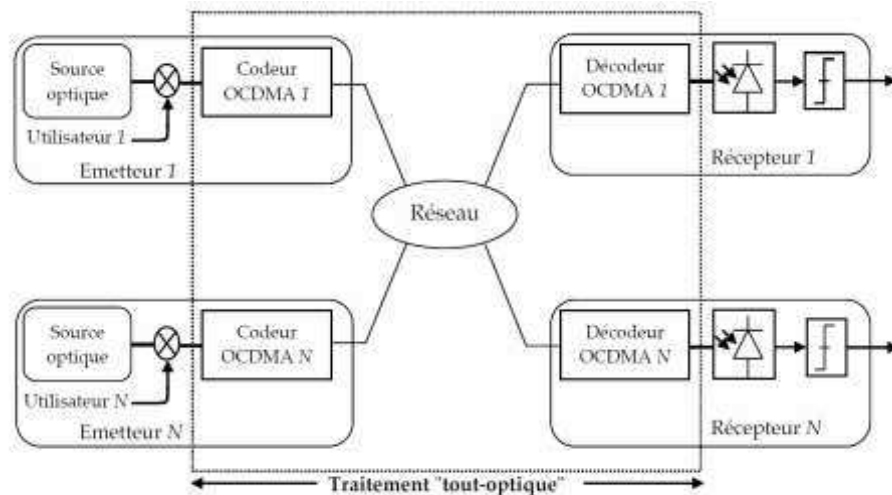 Source
optique
Utilisateur 1
Emetteur 1
Codeur
OCDMA 1
Décodeur
OCDMA 1
Récepteur 1
Réseau
Source
optique
Utilisateur N
Emetteur N
Codeur
OCDMA N
Décodeur
OCDMA N
Récepteur N
Traitement "tout-optique"